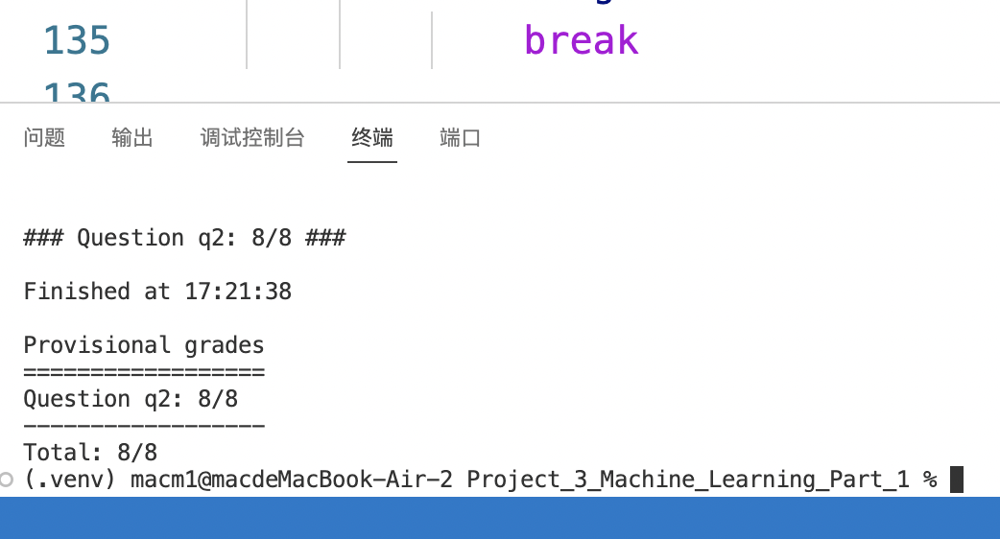 135 break
136
问题 输出 调试控制台 终端 端口
### Question q2: 8/8 ###
Finished at 17:21:38
Provisional grades
==================
Question q2: 8/8
------------------
Total: 8/8
(.venv) macm1@macdeMacBook-Air-2 Project_3_Machine_Learning_Part_1 %